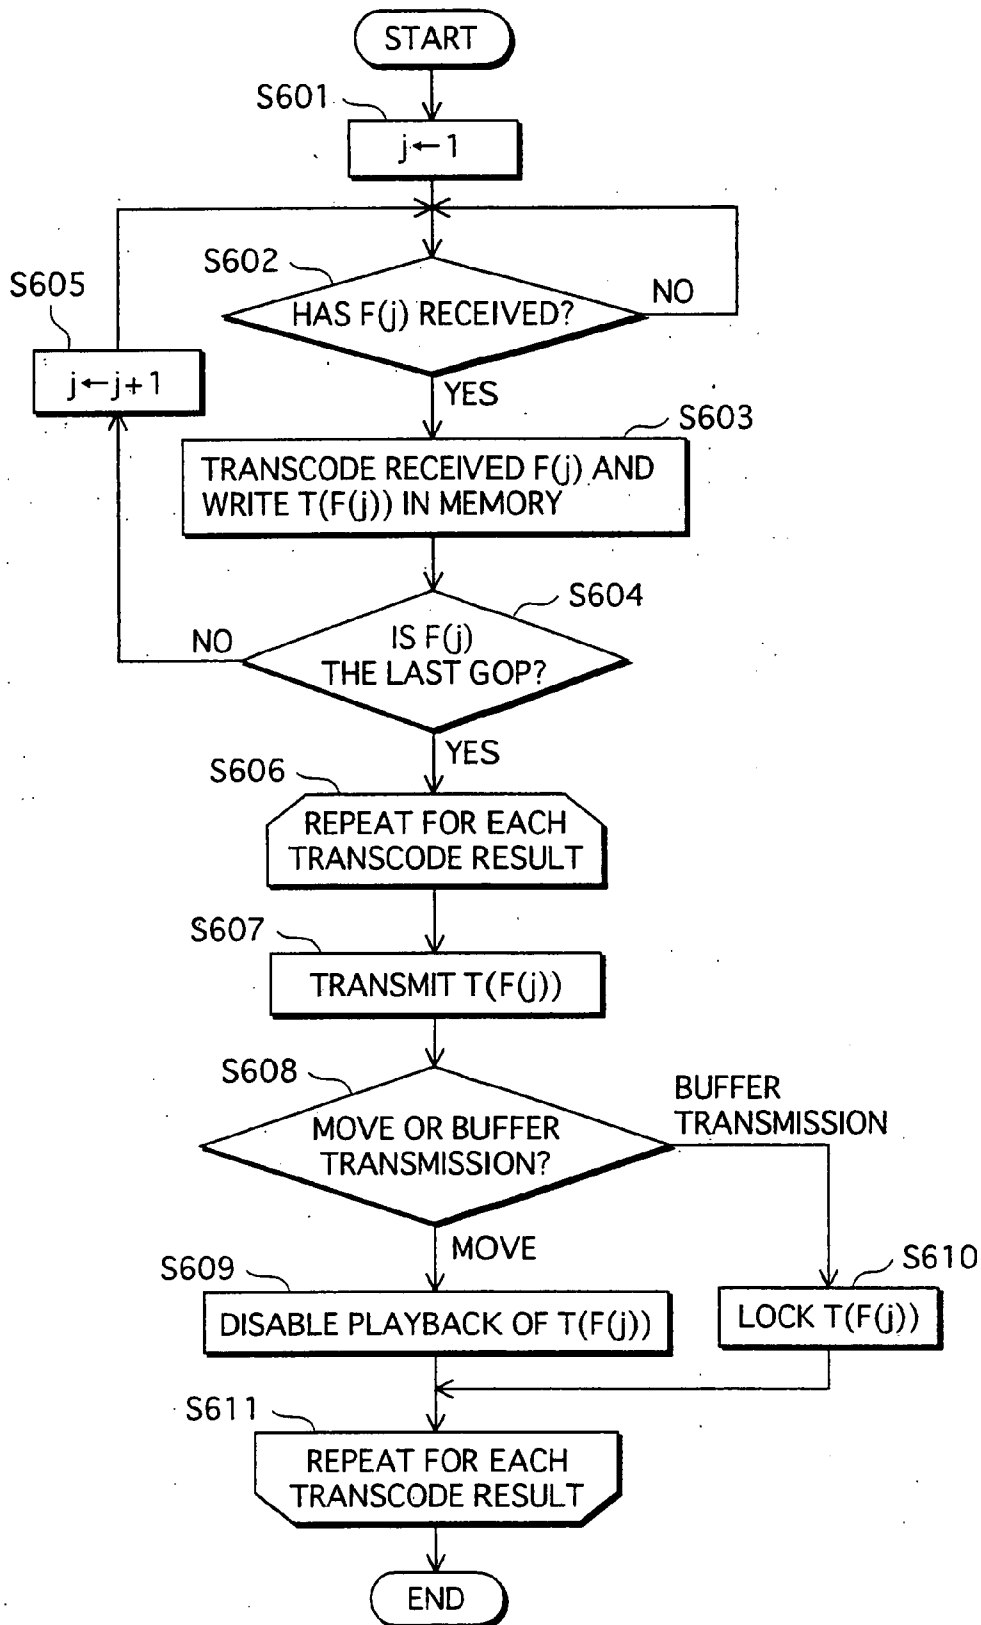 START
S601
j←1
S602
HAS F(j) RECEIVED?
NO
S605
j←j+1
YES
S603
TRANSCODE RECEIVED F(j) AND
WRITE T(F(j)) IN MEMORY
S604
IS F(j)
THE LAST GOP?
NO
YES
S606
REPEAT FOR EACH
TRANSCODE RESULT
S607
TRANSMIT T(F(j))
S608
MOVE OR BUFFER
TRANSMISSION?
BUFFER
TRANSMISSION
MOVE
S609
DISABLE PLAYBACK OF T(F(j))
S610
LOCK T(F(j))
S611
REPEAT FOR EACH
TRANSCODE RESULT
END